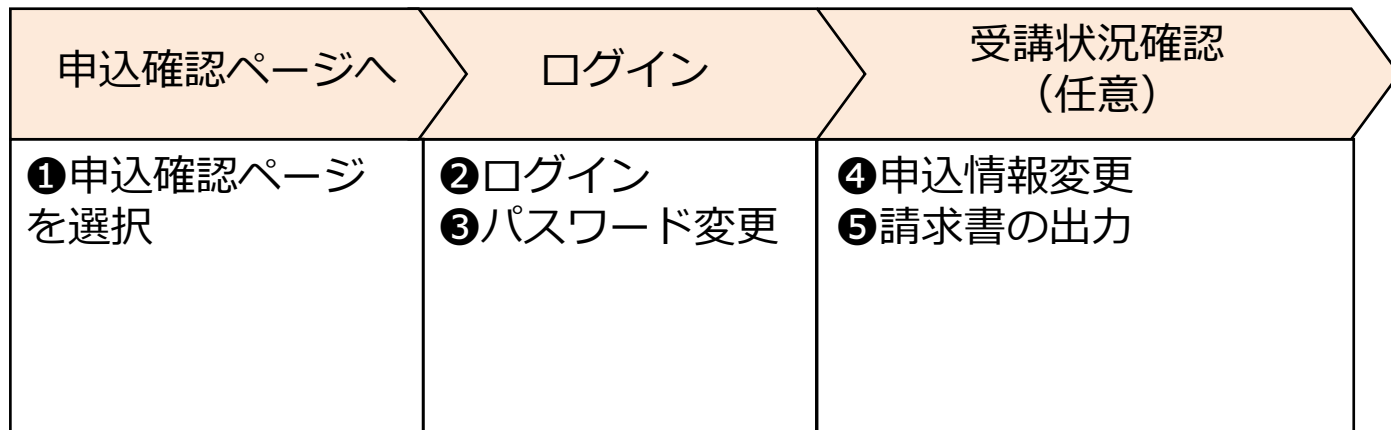 申込確認ページへ
ログイン
受講状況確認
（任意）
❶申込確認ページ
を選択
❷ログイン
❸パスワード変更
❹申込情報変更
❺請求書の出力